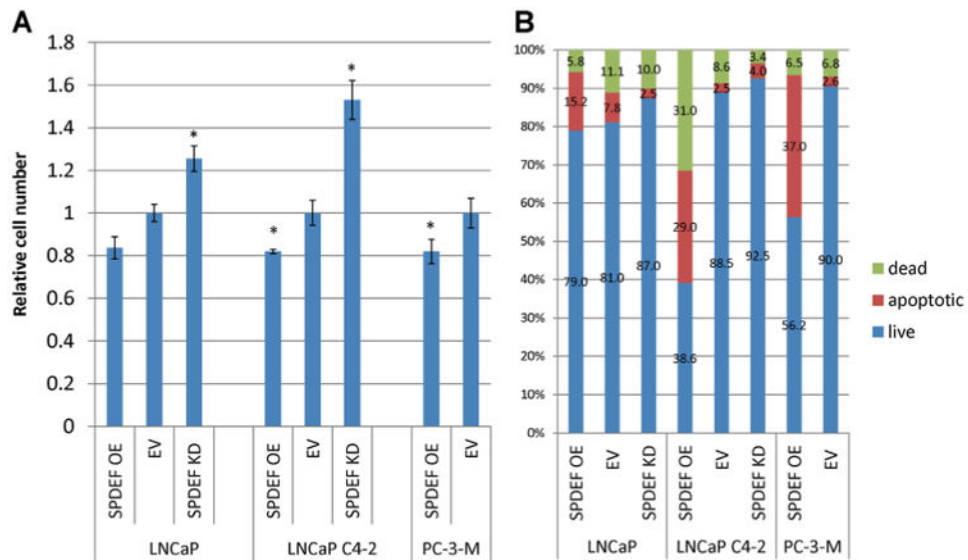 A
Relative cell number
1.8
1.6
1.4
1.2
1
0.8
0.6
0.4
0.2
0
*
*
*
*
SPDEF OE
EV
SPDEF KD
SPDEF OE
EV
SPDEF KD
SPDEF OE
EV
LNCaP
LNCaP C4-2
PC-3-M
B
100%
90%
80%
70%
60%
50%
40%
30%
20%
10%
0%
5.8
15.2
79.0
11.1
7.8
81.0
10.0
2.5
87.0
31.0
29.0
38.6
8.6
2.5
88.5
3.4
4.0
92.5
6.5
37.0
56.2
6.8
2.6
90.0
SPDEF OE
EV
SPDEF KD
SPDEF OE
EV
SPDEF KD
SPDEF OE
EV
LNCaP
LNCaP C4-2
PC-3-M
dead
apoptotic
live